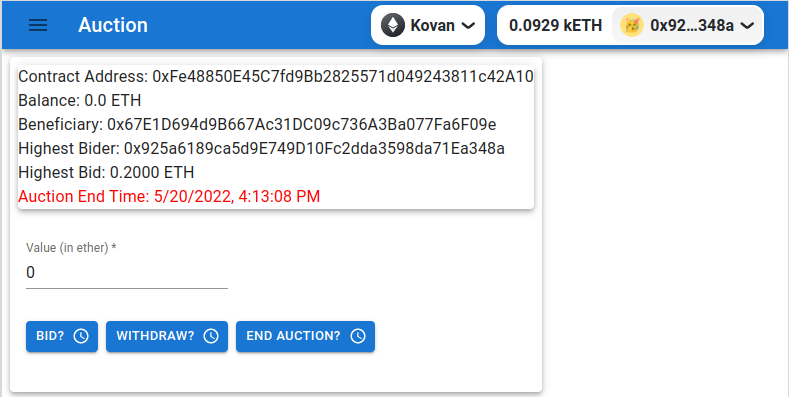 Auction
Kovan
0.0929 kETH
0x92...348a
Contract Address: 0xFe48850E45C7fd9Bb2825571d049243811c42A10
Balance: 0.0 ETH
Beneficiary: 0x67E1D694d9B667Ac31DC09c736A3Ba077Fa6F09e
Highest Bider: 0x925a6189ca5d9E749D10Fc2dda3598da71Ea348a
Highest Bid: 0.2000 ETH
Auction End Time: 5/20/2022, 4:13:08 PM
Value (in ether) *
0
BID?
WITHDRAW?
END AUCTION?